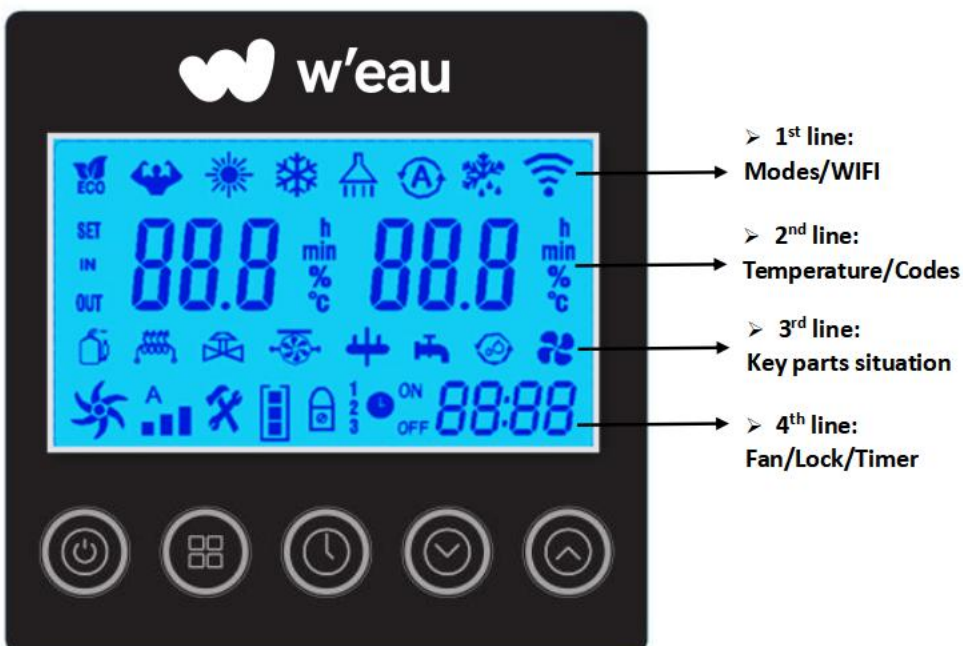 w'eau
ECO
A
SET
IN
OUT
88.8
h
min
%
°C
88.8
h
min
%
°C
A
1
2
3
ON
OFF
88:88
➢ 1st line:
Modes/WIFI
➢ 2nd line:
Temperature/Codes
➢ 3rd line:
Key parts situation
➢ 4th line:
Fan/Lock/Timer